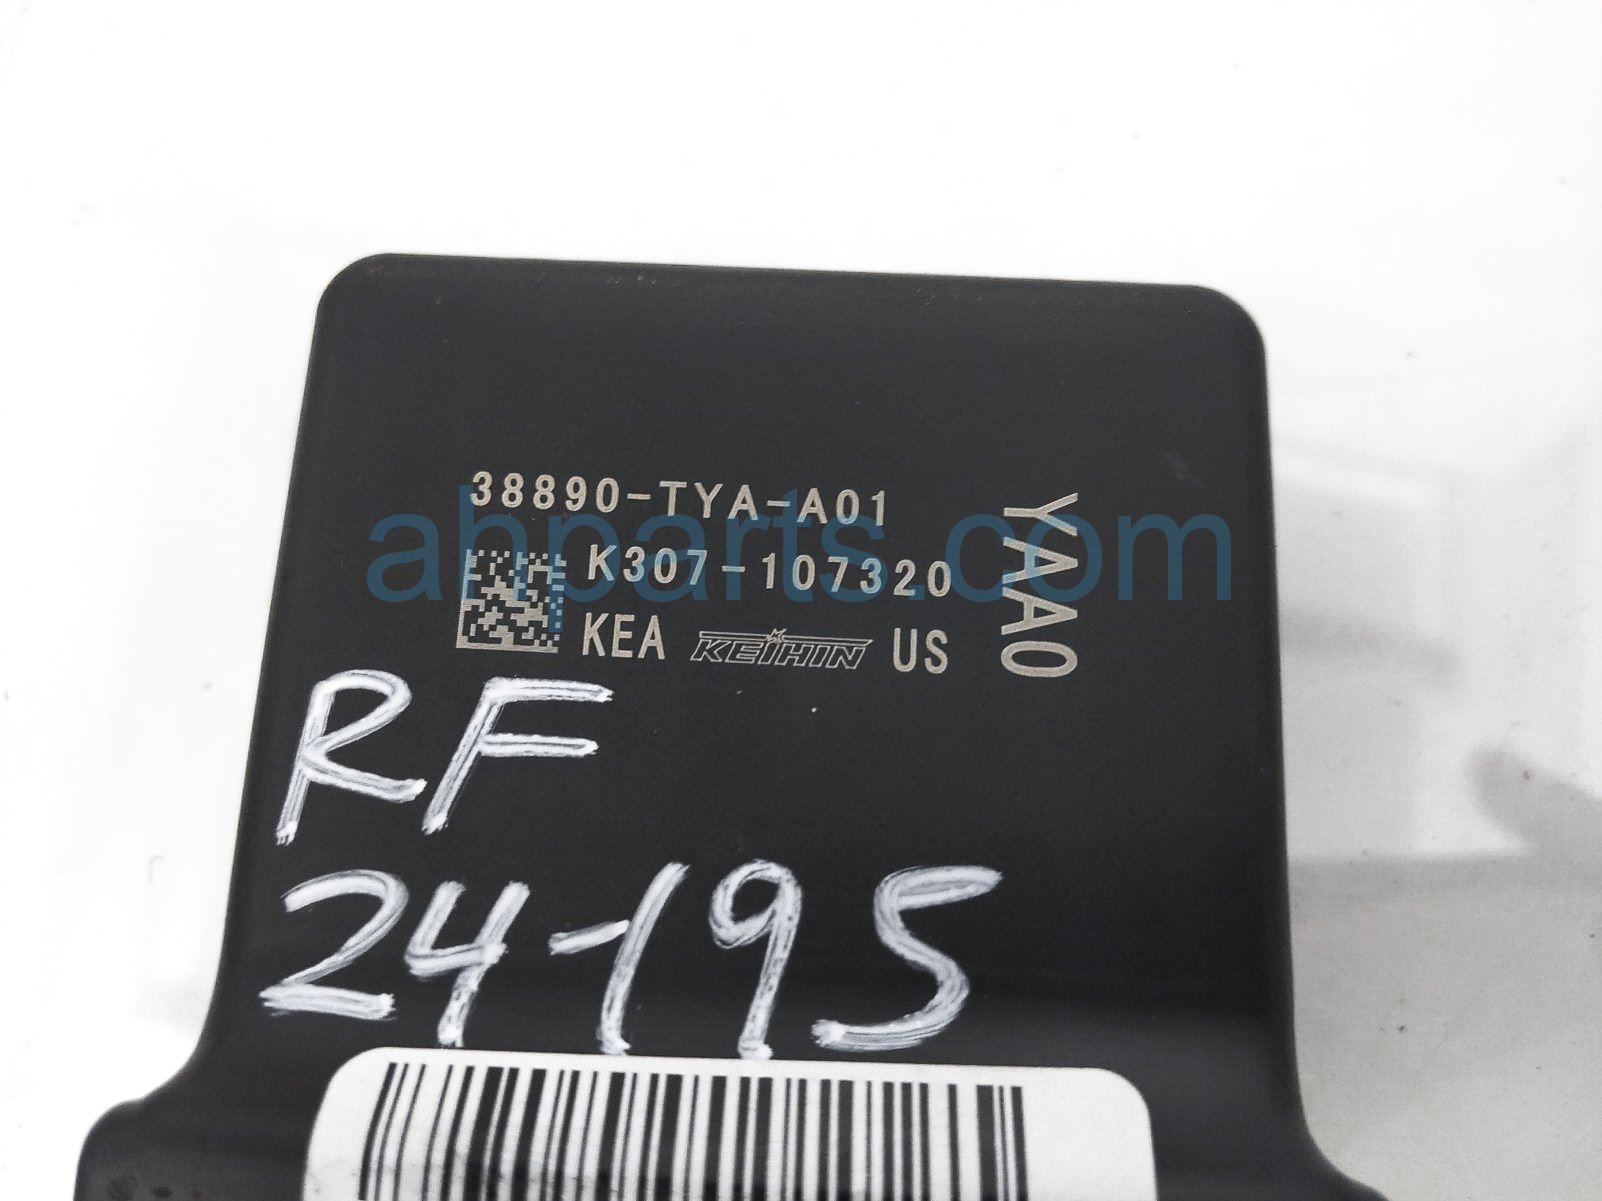 38890-TYA-A01
K307-107320
KEA KEIHIN US
YAA0
ahparts.com
RF
24-195